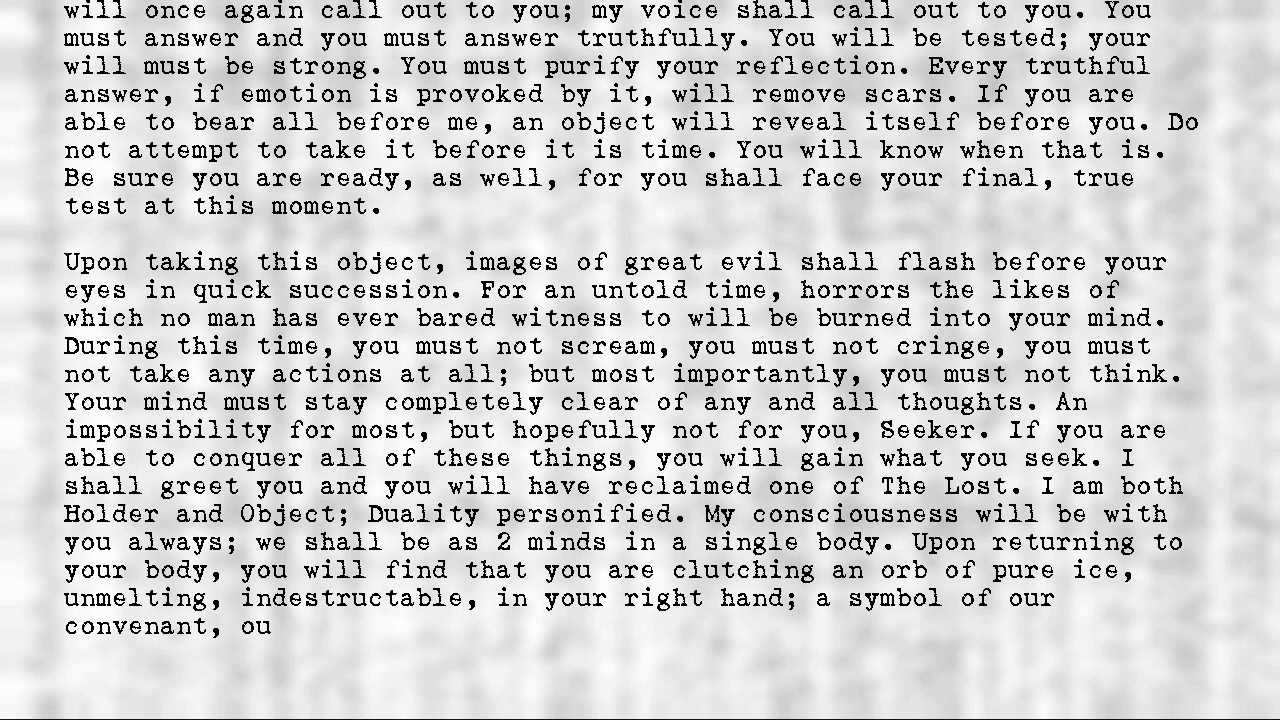 will once again call out to you; my voice shall call out to you. You
must answer and you must answer truthfully. You will be tested; your
will must be strong. You must purify your reflection. Every truthful
answer, if emotion is provoked by it, will remove scars. If you are
able to bear all before me, an object will reveal itself before you. Do
not attempt to take it before it is time. You will know when that is.
Be sure you are ready, as well, for you shall face your final, true
test at this moment.
Upon taking this object, images of great evil shall flash before your
eyes in quick succession. For an untold time, horrors the likes of
which no man has ever bared witness to will be burned into your mind.
During this time, you must not scream, you must not cringe, you must
not take any actions at all; but most importantly, you must not think.
Your mind must stay completely clear of any and all thoughts. An
impossibility for most, but hopefully not for you, Seeker. If you are
able to conquer all of these things, you will gain what you seek. I
shall greet you and you will have reclaimed one of The Lost. I am both
Holder and Object; Duality personified. My consciousness will be with
you always; we shall be as 2 minds in a single body. Upon returning to
your body, you will find that you are clutching an orb of pure ice,
unmelting, indestructable, in your right hand; a symbol of our
convenant, ou